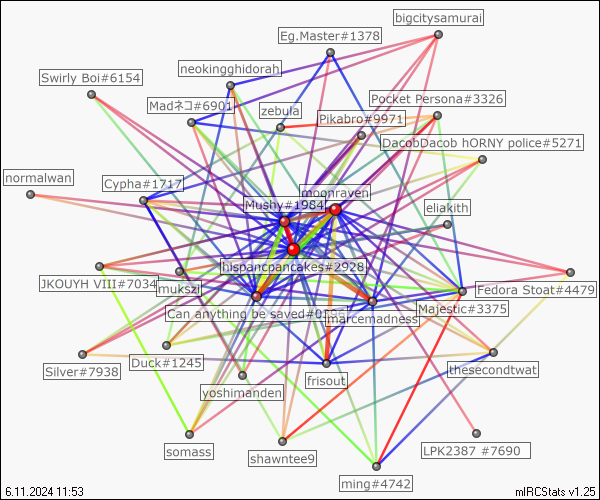 bigcitysamurai
Eg.Master#1378
neokingghidorah
Swirly Boi#6154
Pocket Persona#3326
Madネコ#6901
zebula
Pikabro#9971
DacobDacob hORNY police#5271
normalwan
Cypha#1717
moonraven
Mushy#1984
eliakith
hispancpancakes#2928
JKOUYH VIII#7034
mukszi
Fedora Stoat#4479
Can anything be saved
Majestic#3375
marcemadness
Duck#1245
thesecondtwat
Silver#7938
frisout
yoshimanden
somass
shawntee9
LPK2387 #7690
ming#4742
6.11.2024 11:53
mIRCStats v1.25